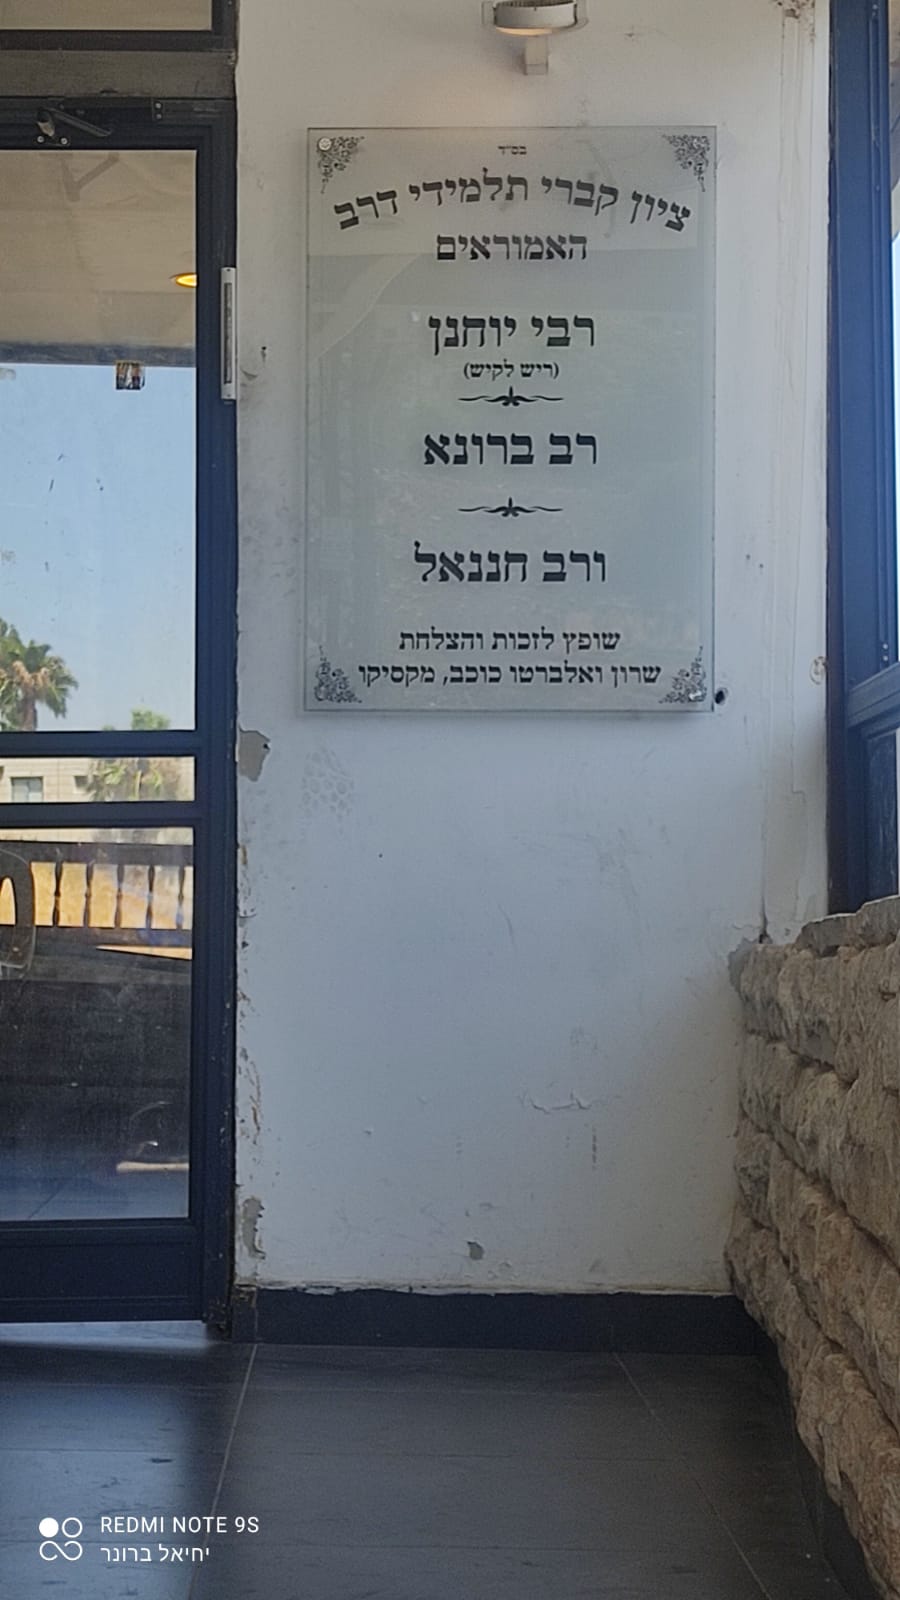 בס״ד
ציון קברי תלמידי דרב
האמוראים
רבי יוחנן
(ריש לקיש)
רב ברונא
ורב חננאל
שופץ לזכות והצלחת
שרון ואלברטו כוכב, מקסיקו
REDMI NOTE 9S
יחיאל ברונר